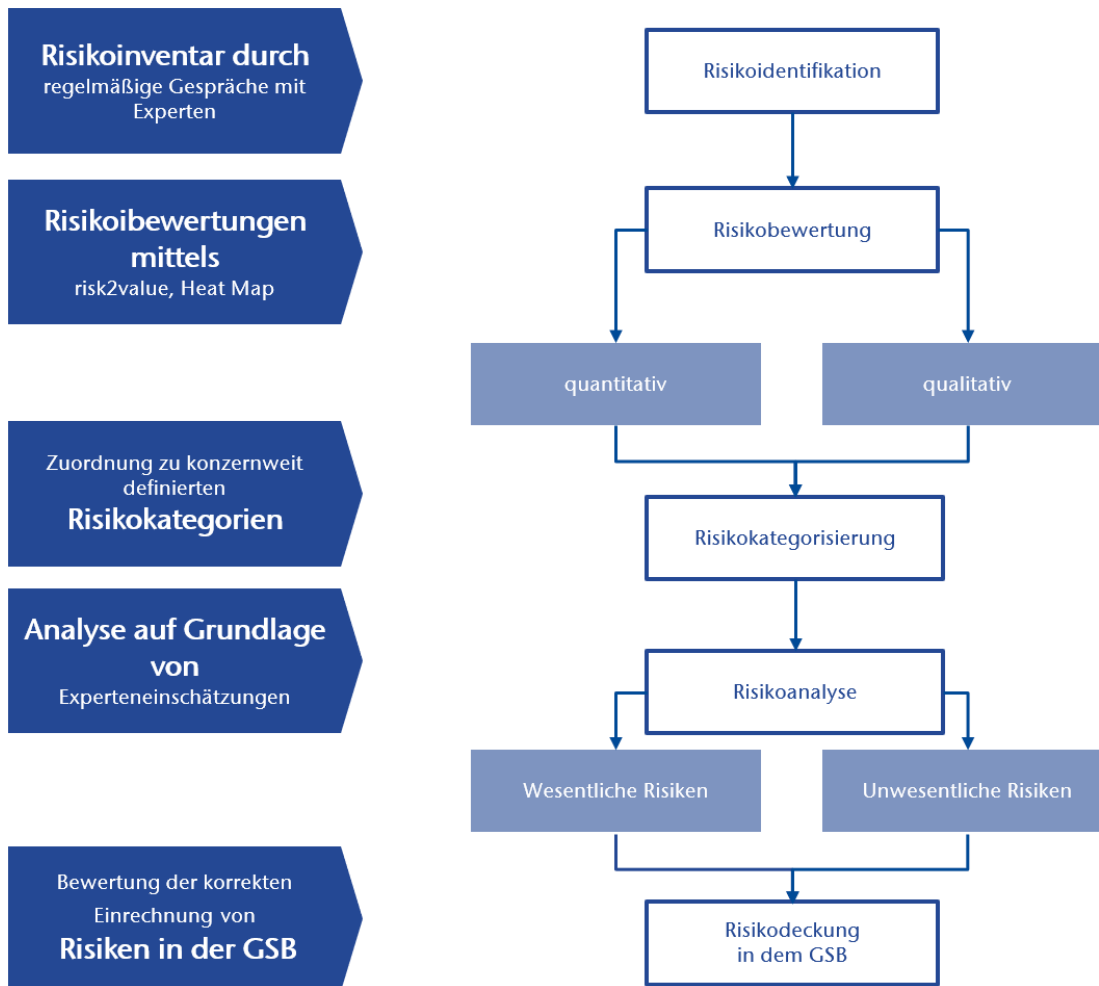 Risikoinventar durch
regelmäßige Gespräche mit
Experten
Risikoidentifikation
Risikoibewertungen
mittels
risk2value, Heat Map
Risikobewertung
quantitativ
qualitativ
Zuordnung zu konzernweit
definierten
Risikokategorien
Risikokategorisierung
Analyse auf Grundlage
von
Experteneinschätzungen
Risikoanalyse
Wesentliche Risiken
Unwesentliche Risiken
Bewertung der korrekten
Einrechnung von
Risiken in der GSB
Risikodeckung
in dem GSB